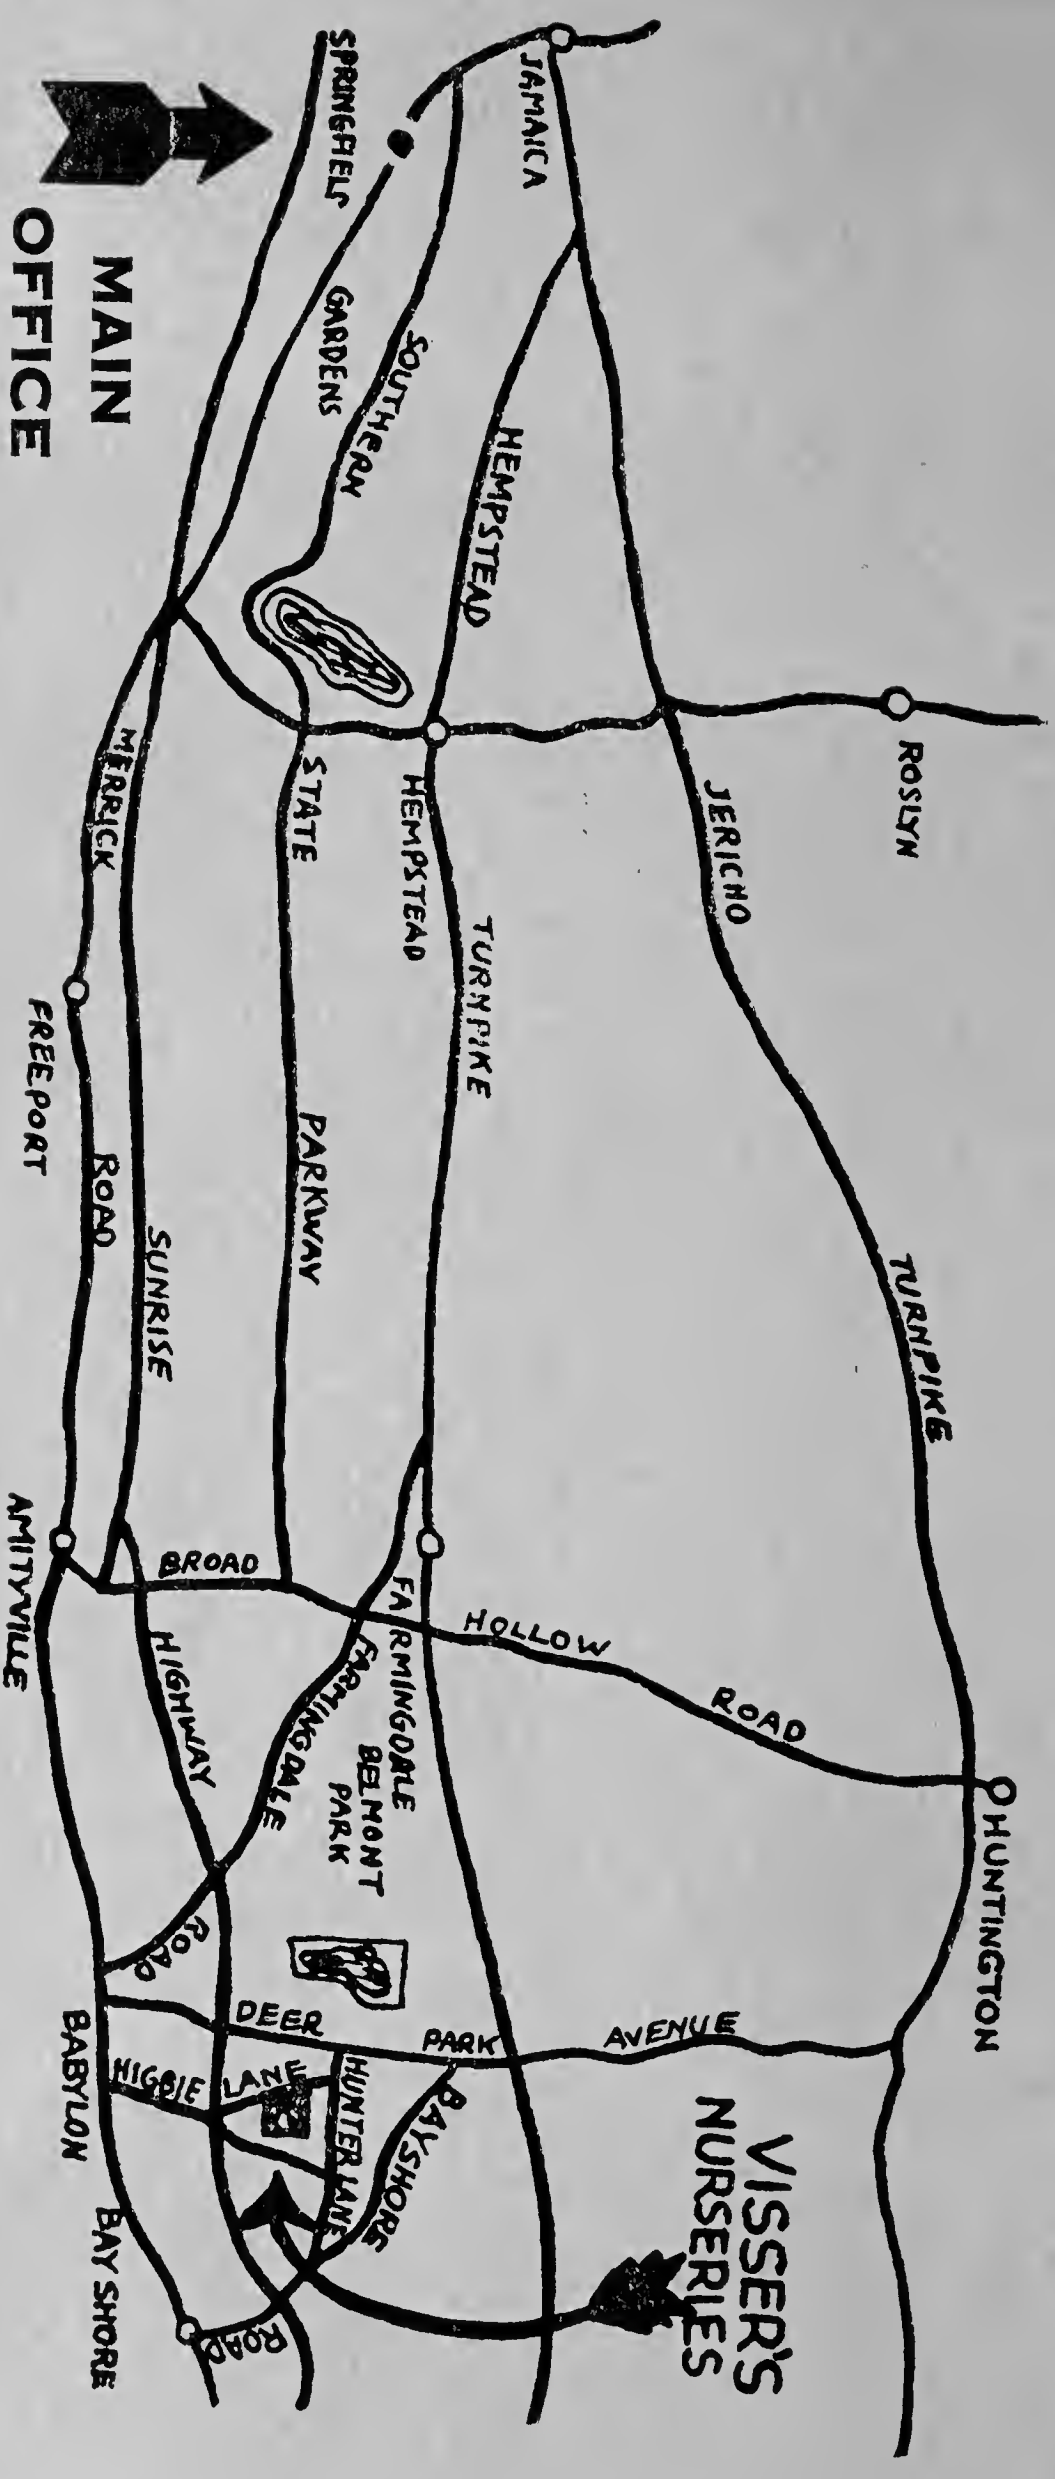 ROSLYN
HUNTINGTON
JAMAICA
JERICHO
TURNPIKE
HEMPSTEAD
TURNPIKE
HEMPSTEAD
FARMINGDALE
SOUTHERN
STATE
PARKWAY
SPRINGFIELD
GARDENS
SUNRISE
HIGHWAY
MERRICK
ROAD
FREEPORT
AMITYVILLE
BROAD
HOLLOW
ROAD
FARMINGDALE
ROAD
BELMONT
PARK
DEER
PARK
AVENUE
HIGBIE
LANE
HUNTER LANE
BAYSHORE
ROAD
BABYLON
BAY SHORE
VISSER'S
NURSERIES
MAIN
OFFICE